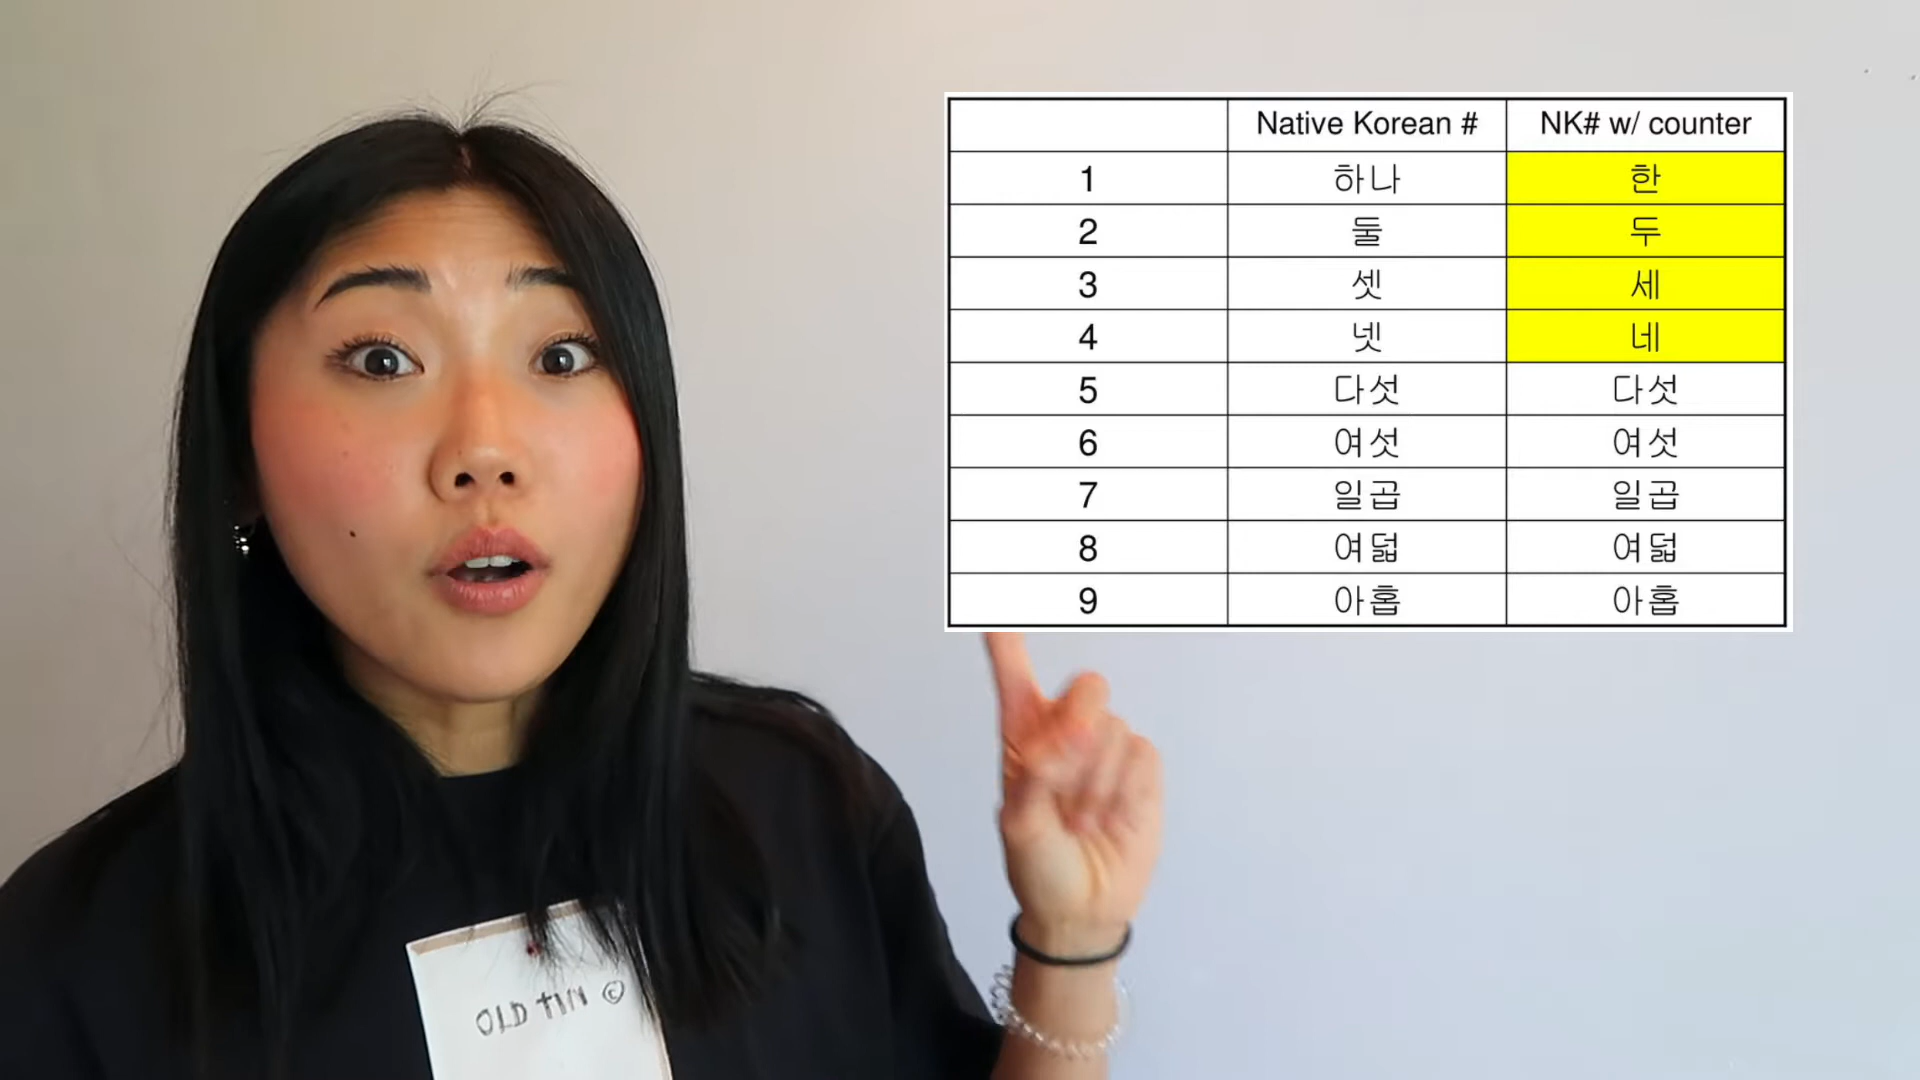 Native Korean # NK# w/ counter
1 하나 한
2 둘 두
3 셋 세
4 넷 네
5 다섯 다섯
6 여섯 여섯
7 일곱 일곱
8 여덟 여덟
9 아홉 아홉
OLD TIM ©